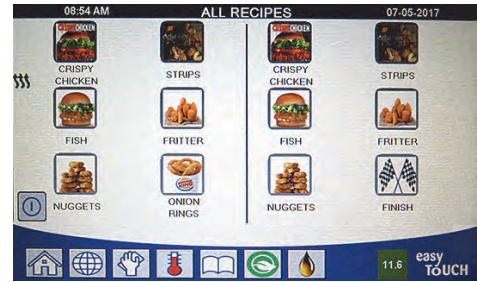 08:54 AM
ALL RECIPES
07-05-2017
CRISPY
CHICKEN
STRIPS
CRISPY
CHICKEN
STRIPS
FISH
FRITTER
FISH
FRITTER
NUGGETS
ONION
RINGS
NUGGETS
FINISH
11.6
easy
ToUCH